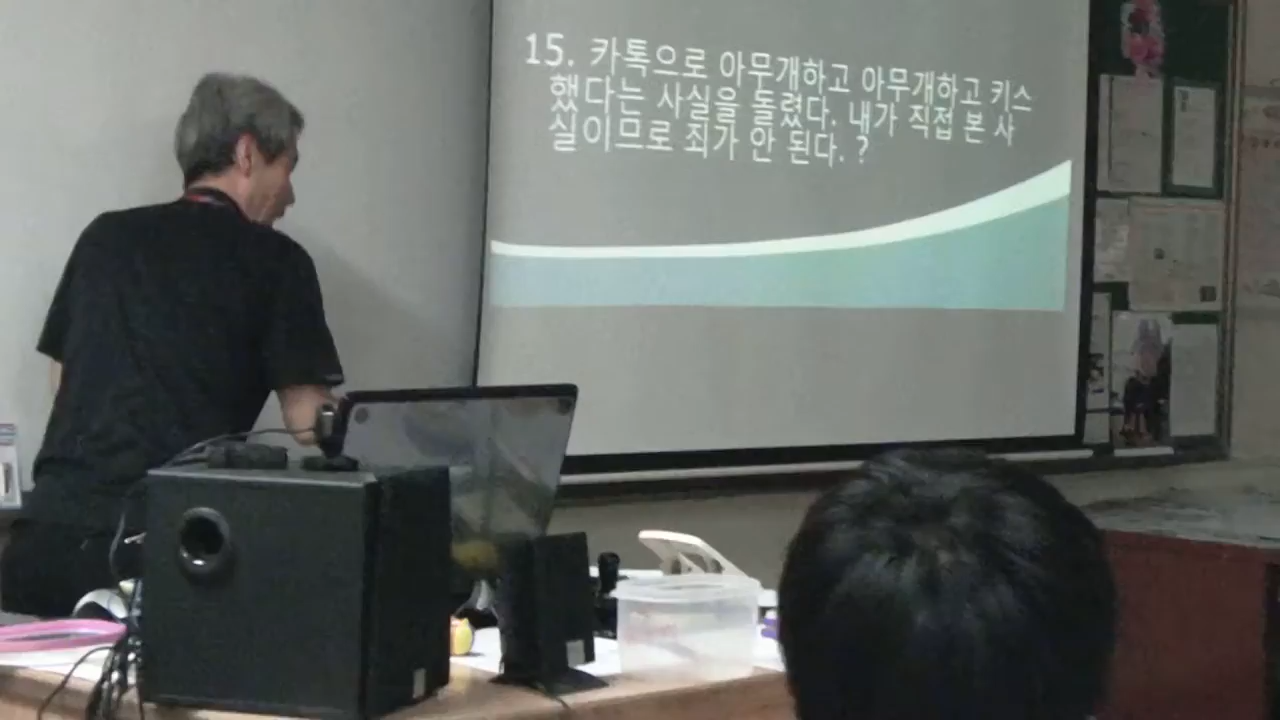 15. 카톡으로 아무개하고 아무개하고 키스
했다는 사실을 돌렸다. 내가 직접 본 사
실이므로 죄가 안 된다. ?